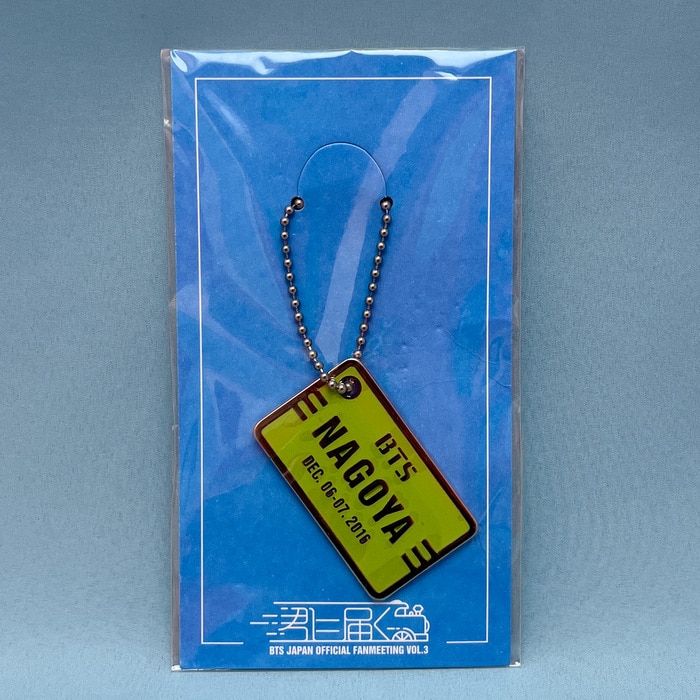 BTS
NAGOYA
DEC. 06-07. 2016
君に届く
BTS JAPAN OFFICIAL FANMEETING VOL.3